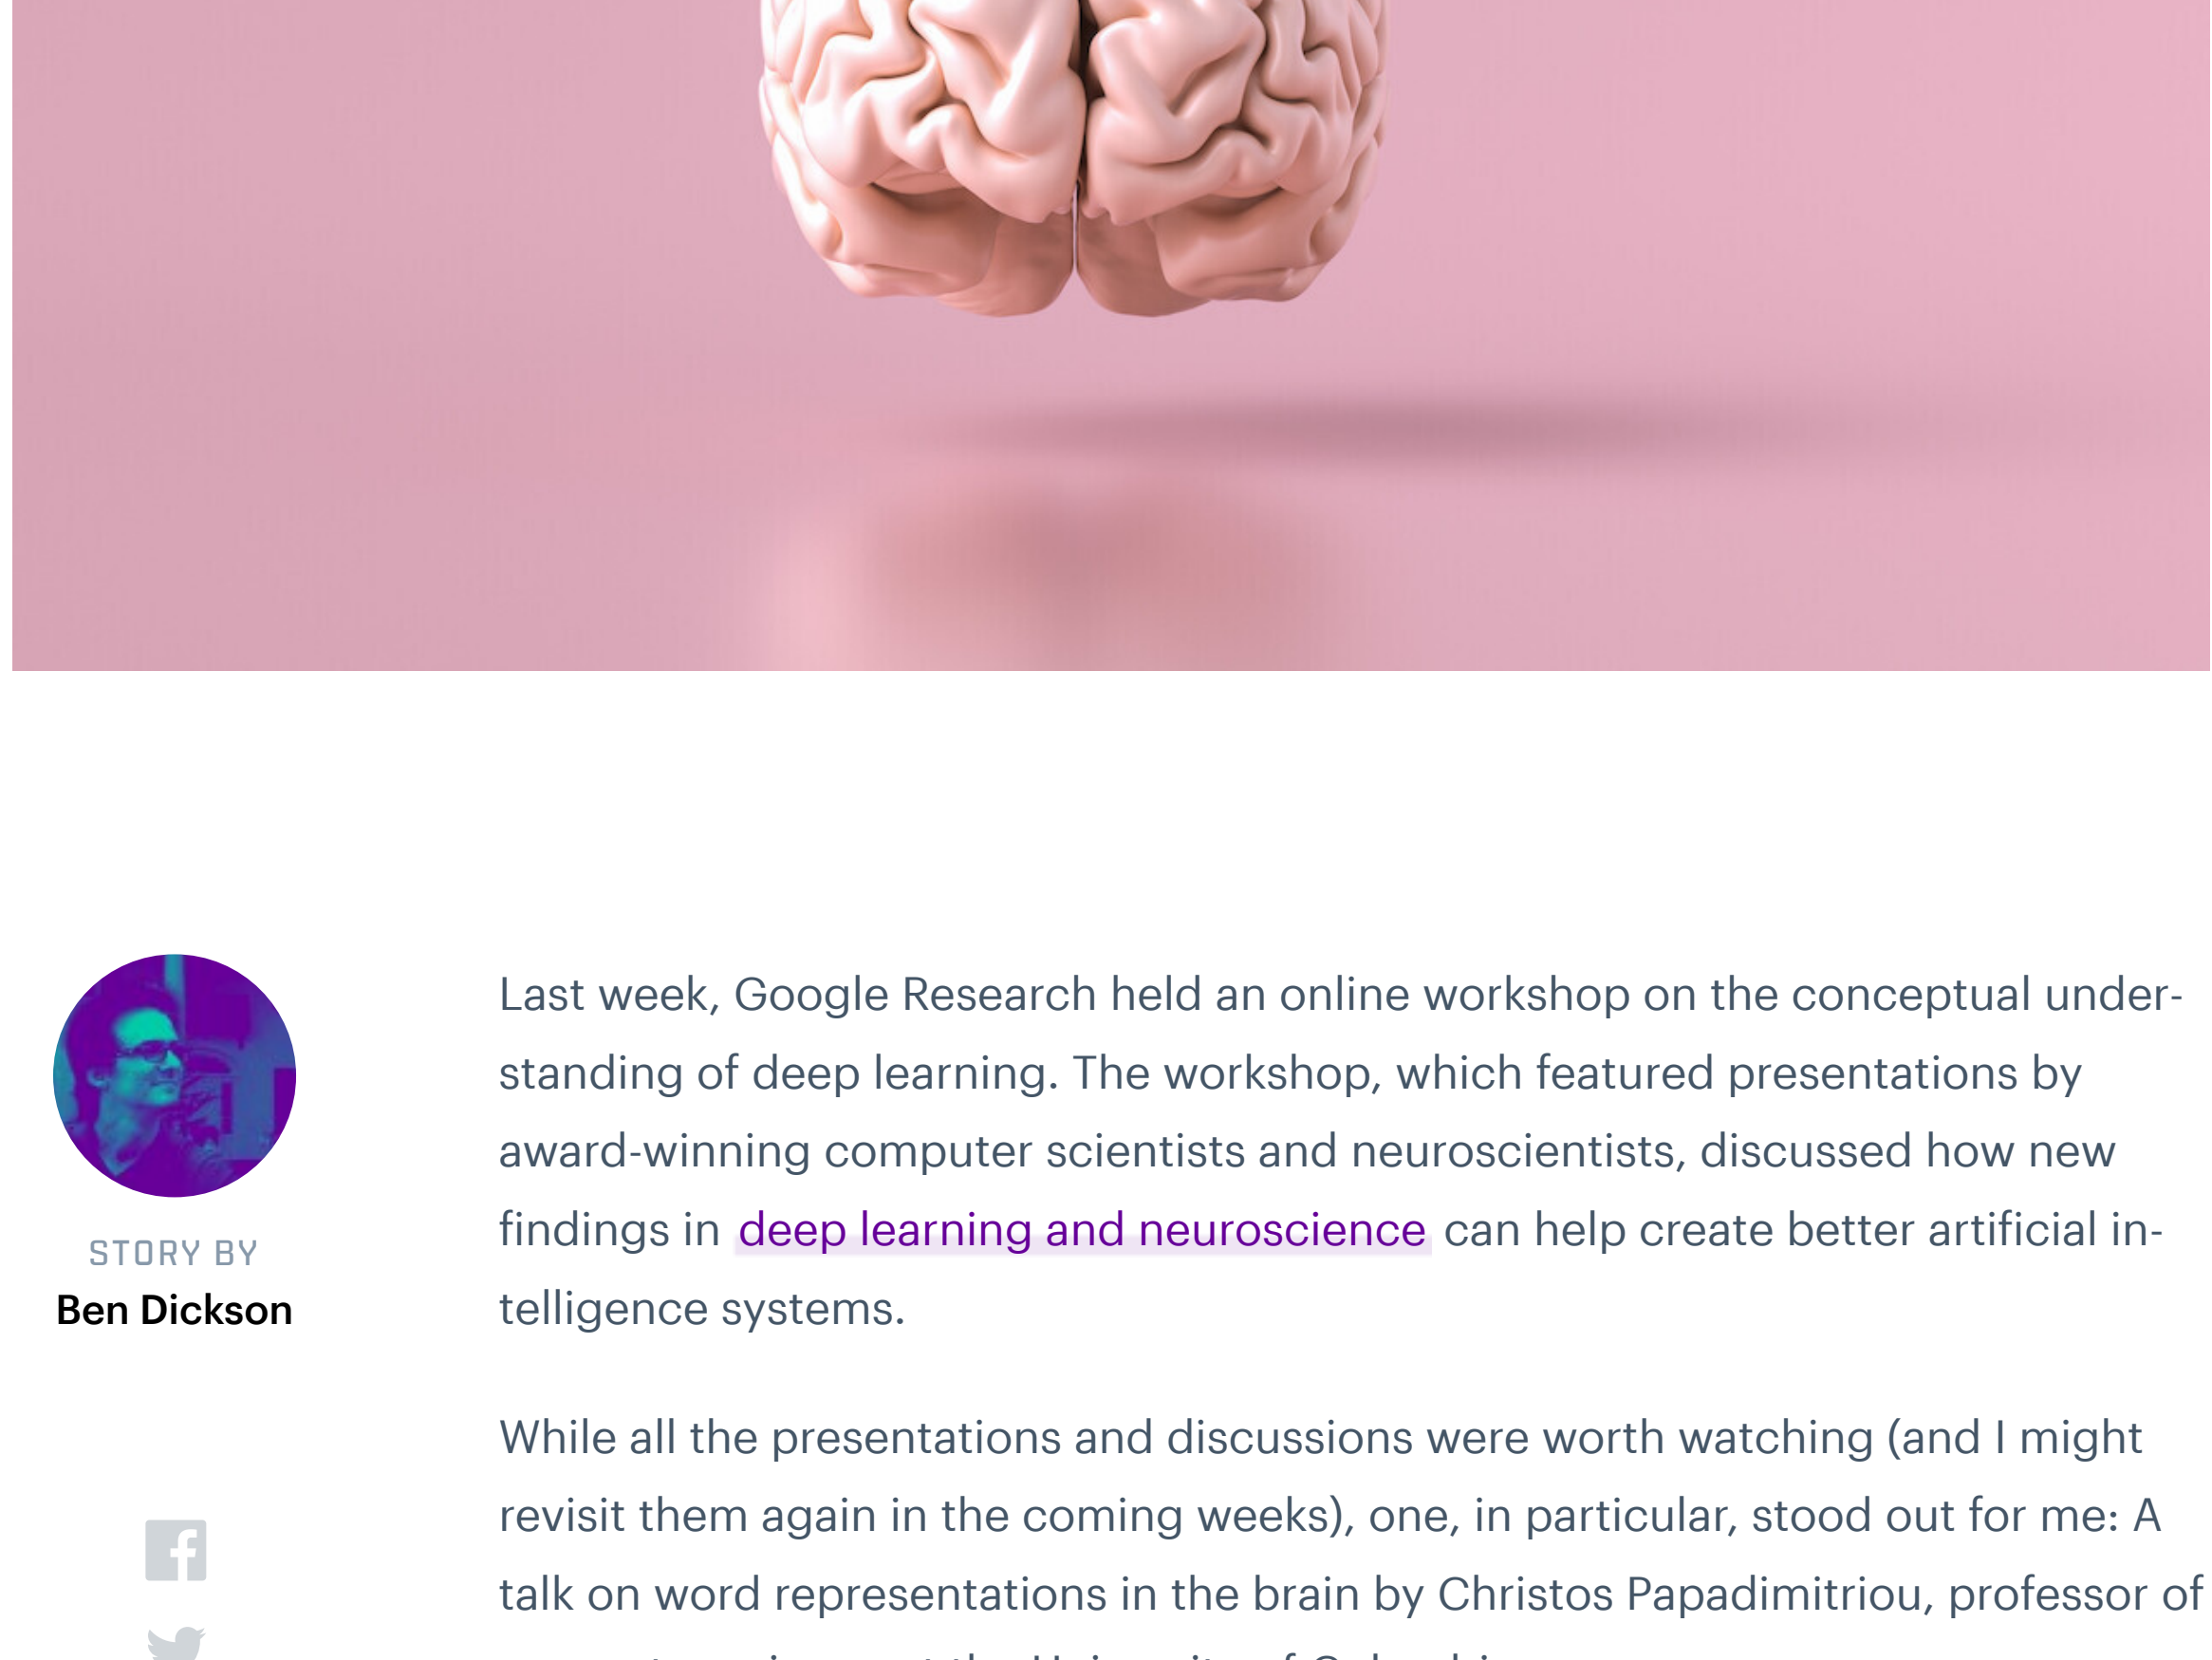 STORY BY
Ben Dickson
Last week, Google Research held an online workshop on the conceptual under-
standing of deep learning. The workshop, which featured presentations by
award-winning computer scientists and neuroscientists, discussed how new
findings in deep learning and neuroscience can help create better artificial in-
telligence systems.
While all the presentations and discussions were worth watching (and I might
revisit them again in the coming weeks), one, in particular, stood out for me: A
talk on word representations in the brain by Christos Papadimitriou, professor of